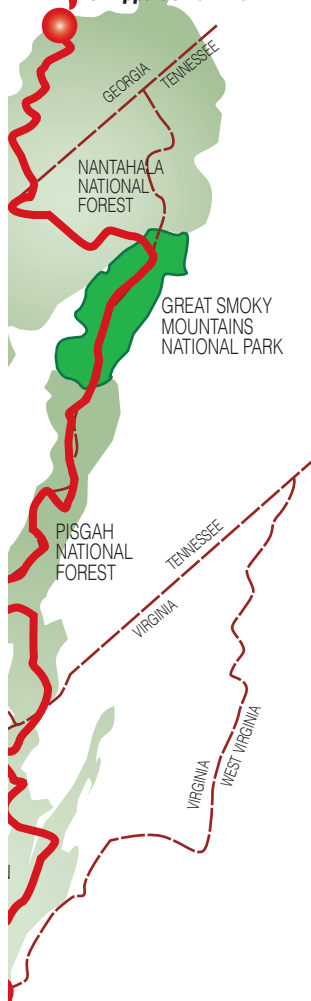 GEORGIA
TENNESSEE
NANTAHALA
NATIONAL
FOREST
GREAT SMOKY
MOUNTAINS
NATIONAL PARK
PISGAH
NATIONAL
FOREST
TENNESSEE
VIRGINIA
VIRGINIA
WEST VIRGINIA
N